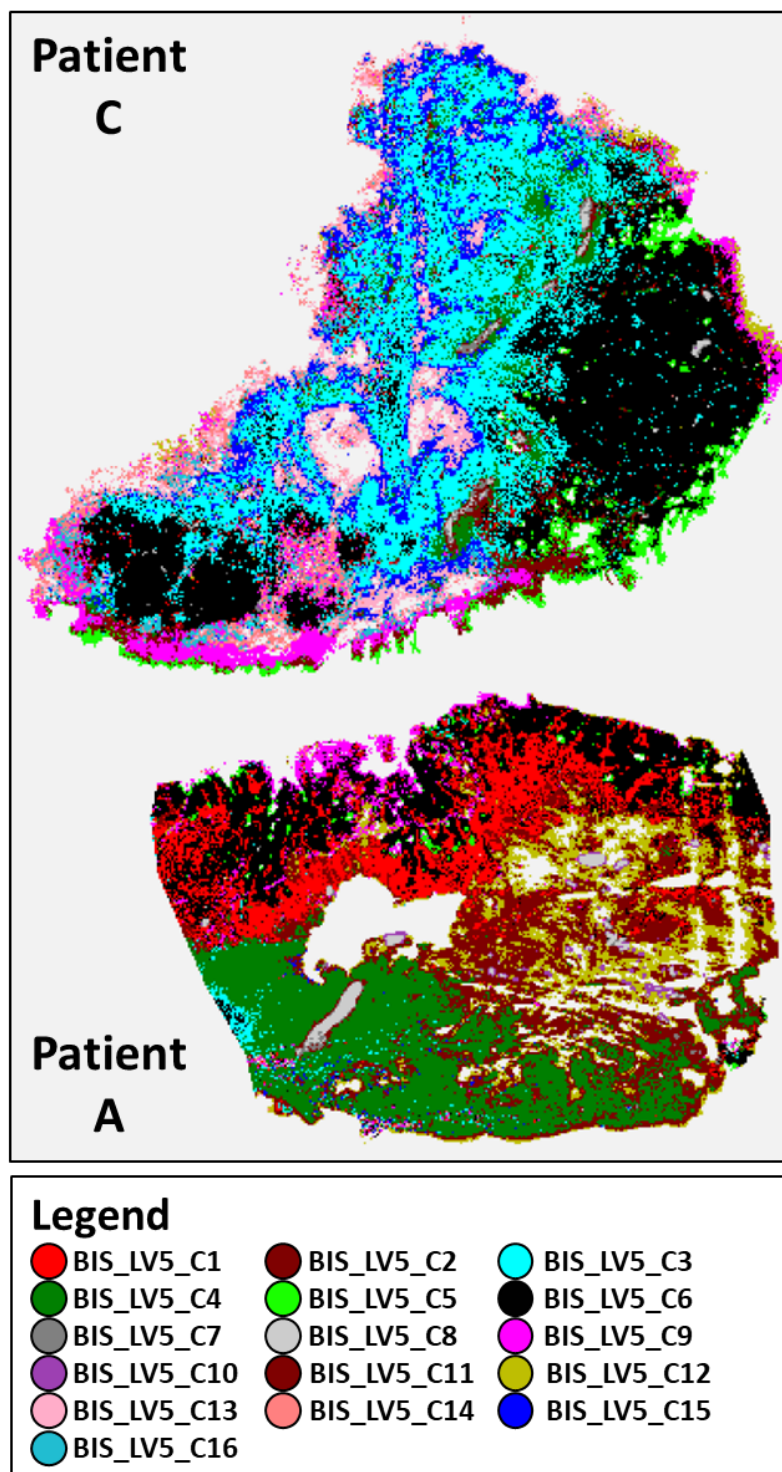 Patient
C
Patient
A
Legend
BIS_LV5_C1 BIS_LV5_C2 BIS_LV5_C3
BIS_LV5_C4 BIS_LV5_C5 BIS_LV5_C6
BIS_LV5_C7 BIS_LV5_C8 BIS_LV5_C9
BIS_LV5_C10 BIS_LV5_C11 BIS_LV5_C12
BIS_LV5_C13 BIS_LV5_C14 BIS_LV5_C15
BIS_LV5_C16